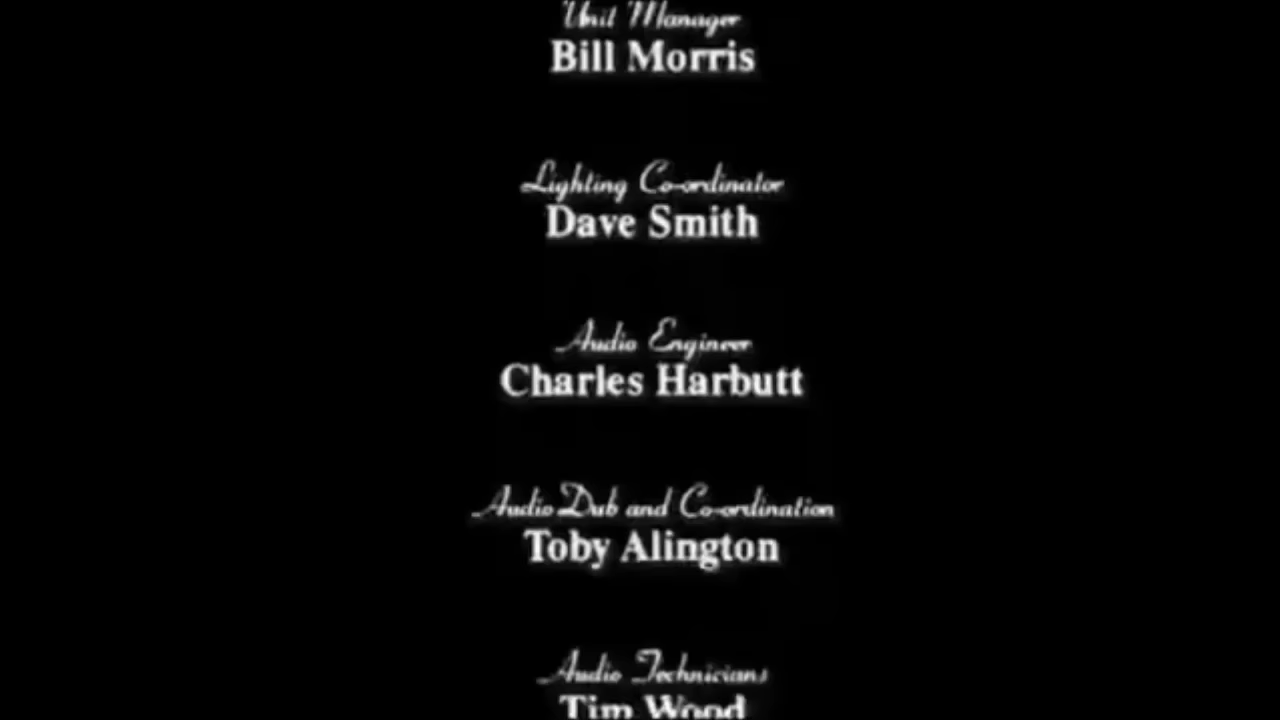 Unit Manager
Bill Morris
Lighting Co-ordinator
Dave Smith
Audio Engineer
Charles Harbutt
Audio Dub and Co-ordination
Toby Alington
Audio Technicians
Tim Wood